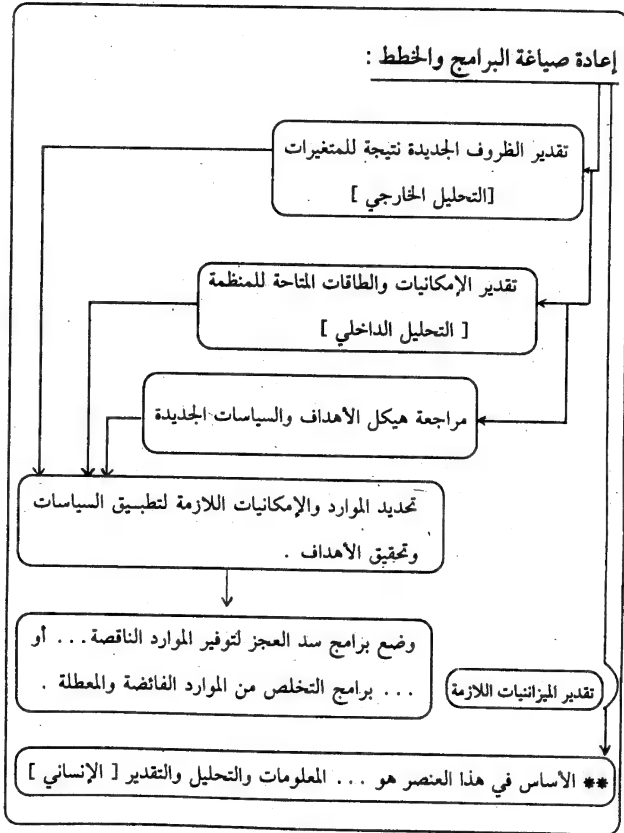 إعادة صياغة البرامج والخطط :
تقدير الظروف الجديدة نتيجة للمتغيرات
[التحليل الخارجي ]
تقدير الإمكانيات والطاقات المتاحة للمنظمة
[ التحليل الداخلي ]
مراجعة هيكل الأهداف والسياسات الجديدة
تحديد الموارد والإمكانيات اللازمة لتطبيق السياسات
وتحقيق الأهداف .
وضع برامج سد العجز لتوفير الموارد الناقصة ... أو
... برامج التخلص من الموارد الفائضة والمعطلة .
تقدير الميزانيات اللازمة
** الأساس في هذا العنصر هو ... المعلومات والتحليل والتقدير [ الإنساني ]